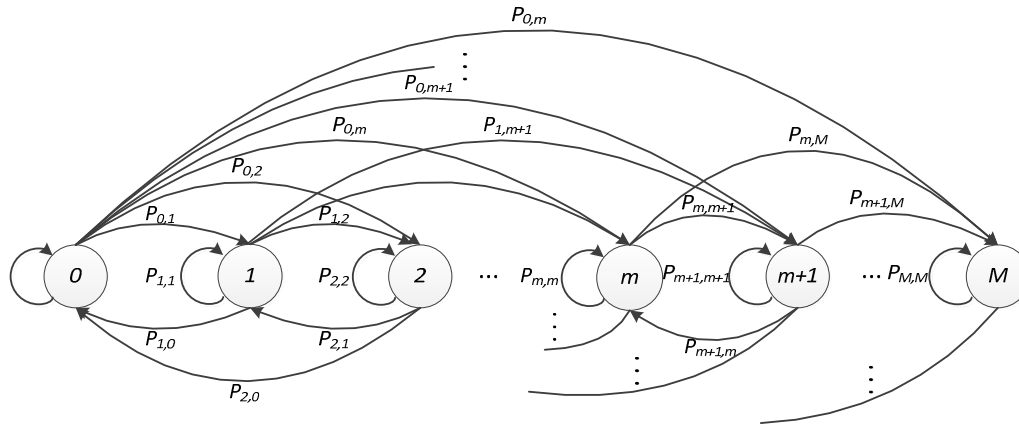 P0,m
⋮
P0,m+1
P0,m
P1,m+1
Pm,M
P0,2
P0,1
P1,2
Pm,m+1
Pm+1,M
0
P1,1
1
P2,2
2
...
Pm,m
m
Pm+1,m+1
m+1
...
PM,M
M
P1,0
P2,1
⋮
Pm+1,m
⋮
⋮
P2,0